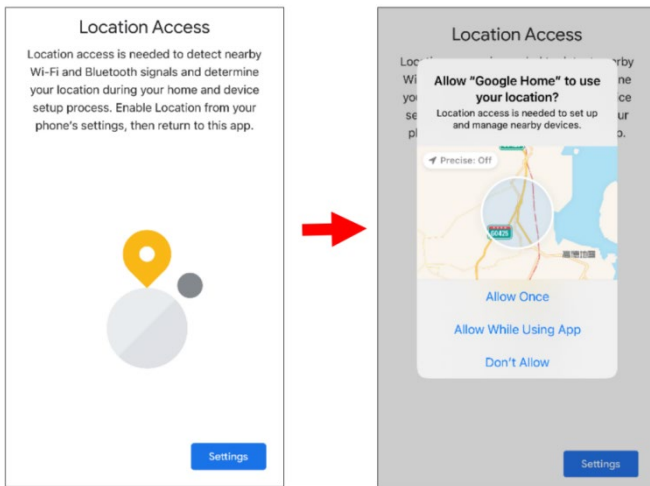 Location Access
Location access is needed to detect nearby
Wi-Fi and Bluetooth signals and determine
your location during your home and device
setup process. Enable Location from your
phone's settings, then return to this app.
Settings
Location Access
Allow "Google Home" to use
your location?
Location access is needed to set up
and manage nearby devices.
Precise: Off
Allow Once
Allow While Using App
Don't Allow
Settings